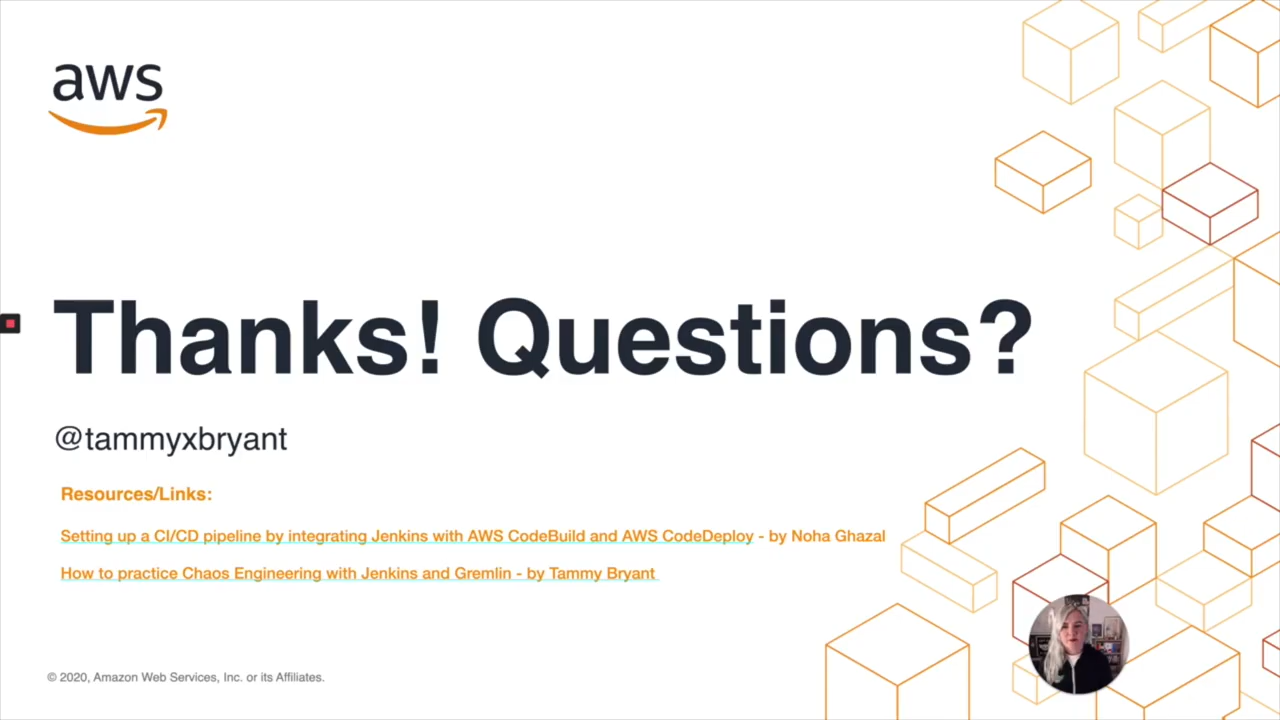 aws
Thanks! Questions?
@tammyxbryant
Resources/Links:
Setting up a CI/CD pipeline by integrating Jenkins with AWS CodeBuild and AWS CodeDeploy - by Noha Ghazal
How to practice Chaos Engineering with Jenkins and Gremlin - by Tammy Bryant
© 2020, Amazon Web Services, Inc. or its Affiliates.